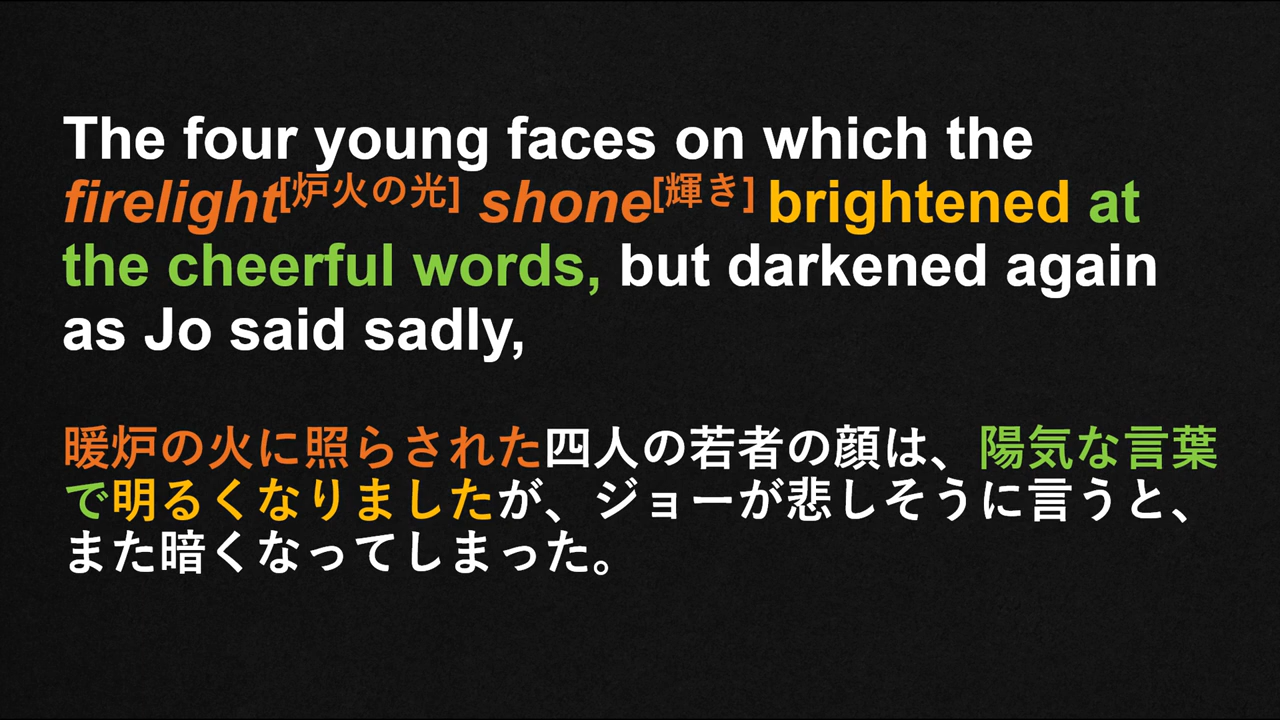 The four young faces on which the
firelight[炉火の光] shone[輝き] brightened at
the cheerful words, but darkened again
as Jo said sadly,
暖炉の火に照らされた四人の若者の顔は、陽気な言葉
で明るくなりましたが、ジョーが悲しそうに言うと、
また暗くなってしまった。